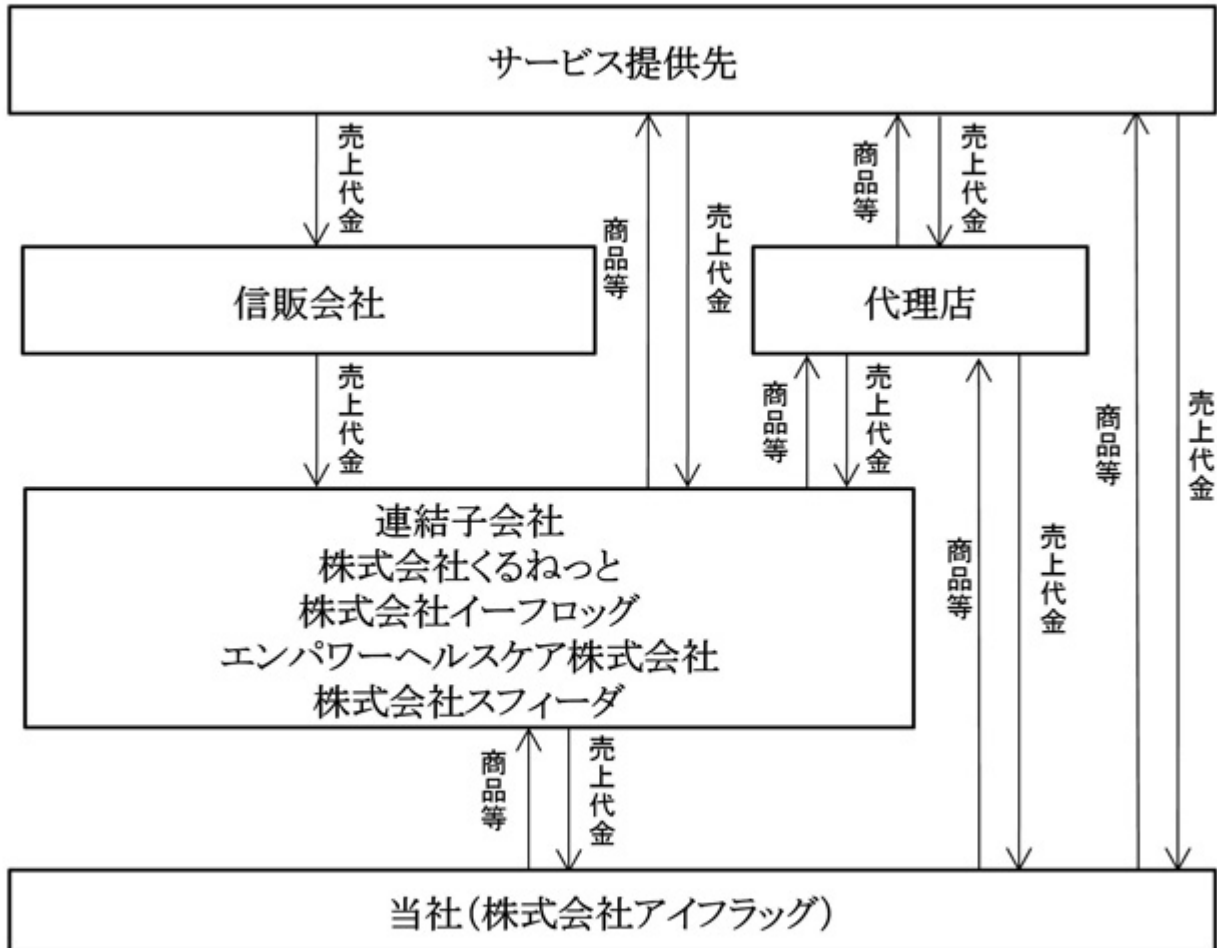 サービス提供先
売上代金
商品等
売上代金
商品等
売上代金
信販会社
代理店
売上代金
商品等
売上代金
商品等
売上代金
商品等
売上代金
連結子会社
株式会社くるねっと
株式会社イーフロッグ
エンパワーヘルスケア株式会社
株式会社スフィーダ
商品等
売上代金
当社(株式会社アイフラッグ)